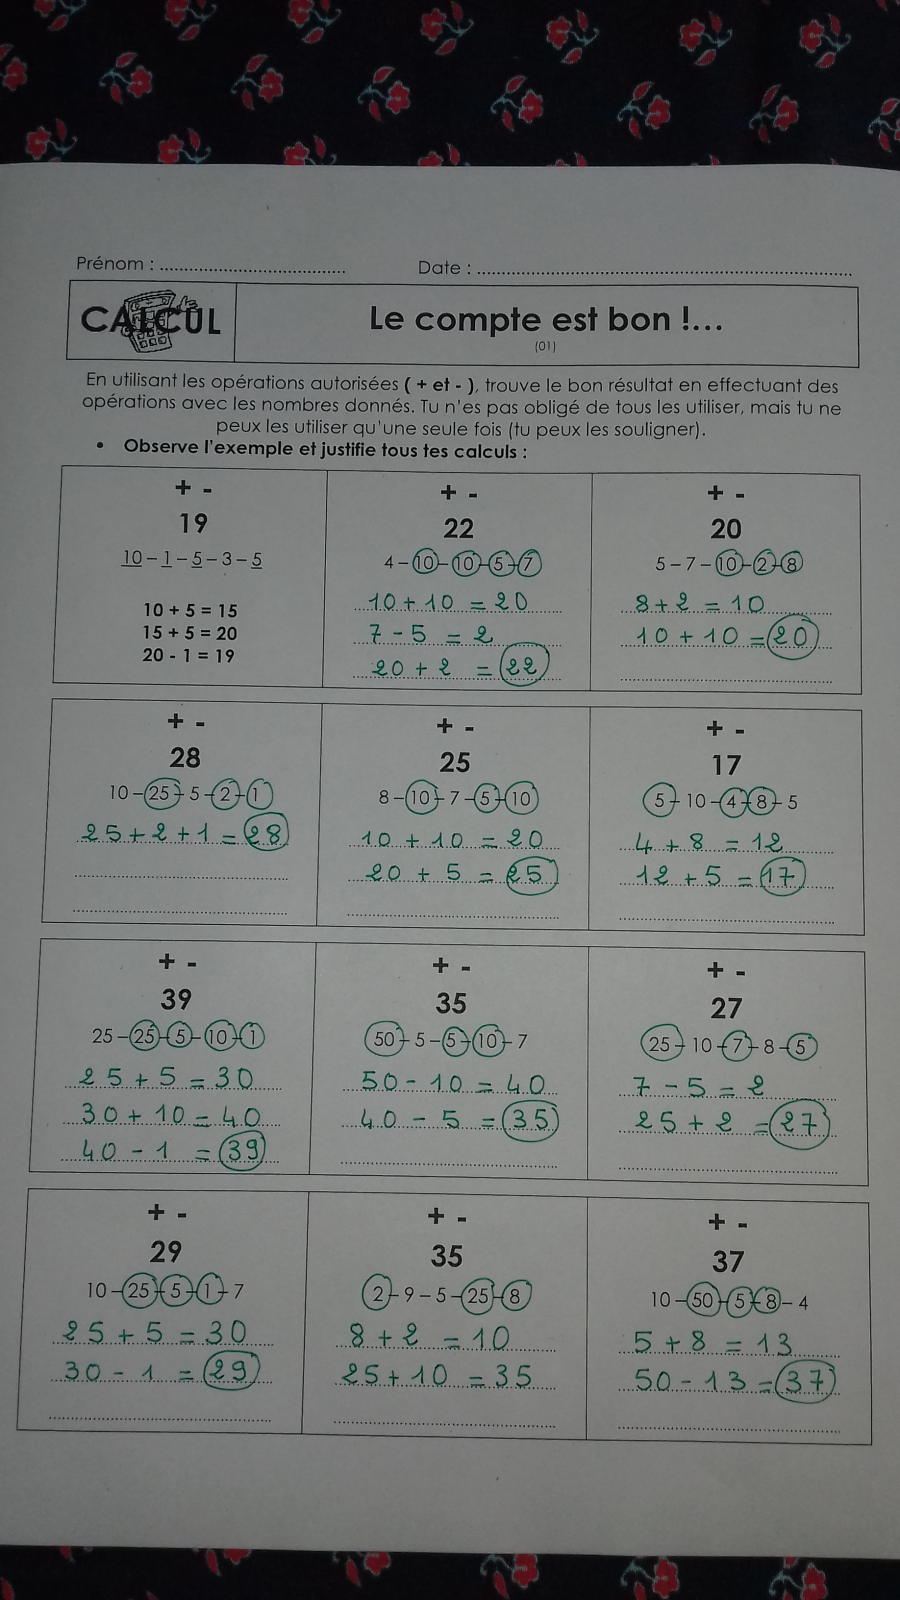 Prénom : ...................................... Date : .............................................................................
CALCUL
Le compte est bon !...
(01)
En utilisant les opérations autorisées ( + et - ), trouve le bon résultat en effectuant des
opérations avec les nombres donnés. Tu n'es pas obligé de tous les utiliser, mais tu ne
peux les utiliser qu'une seule fois (tu peux les souligner).
• Observe l'exemple et justifie tous tes calculs :
+ -
19
10 – 1 – 5 – 3 – 5
10 + 5 = 15
15 + 5 = 20
20 - 1 = 19
+ -
22
4 – 10 – 10 – 5 – 7
10 + 10 = 20
7 - 5 = 2
20 + 2 = 22
+ -
20
5 – 7 – 10 – 2 – 8
8 + 2 = 10
10 + 10 = 20
+ -
28
10 – 25 – 5 – 2 – 1
25 + 2 + 1 = 28
+ -
25
8 – 10 – 7 – 5 – 10
10 + 10 = 20
20 + 5 = 25
+ -
17
5 – 10 – 4 – 8 – 5
4 + 8 = 12
12 + 5 = 17
+ -
39
25 – 25 – 5 – 10 – 1
25 + 5 = 30
30 + 10 = 40
40 - 1 = 39
+ -
35
50 – 5 – 5 – 10 – 7
50 - 10 = 40
40 - 5 = 35
+ -
27
25 – 10 – 7 – 8 – 5
7 - 5 = 2
25 + 2 = 27
+ -
29
10 – 25 – 5 – 1 – 7
25 + 5 = 30
30 - 1 = 29
+ -
35
2 – 9 – 5 – 25 – 8
8 + 2 = 10
25 + 10 = 35
+ -
37
10 – 50 – 5 – 8 – 4
5 + 8 = 13
50 - 13 = 37